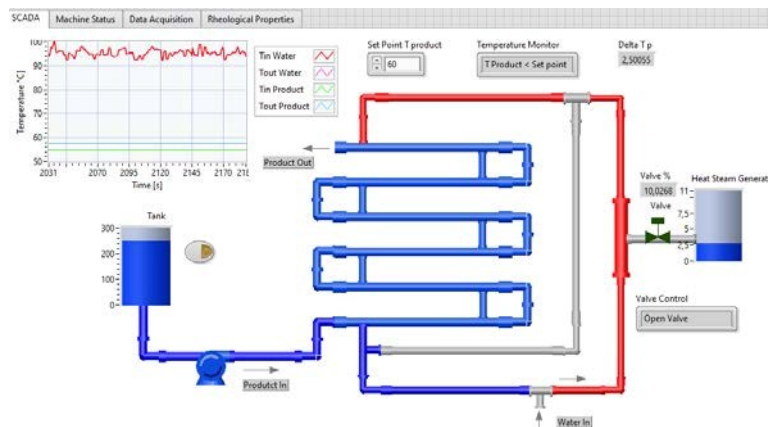 SCADA Machine Status Data Acquisition Rheological Properties
Tin Water
Tout Water
Tin Product
Tout Product
Temperature [°C]
100
90
80
70
60
50
2031 2070 2095 2120 2145 2170 218
Time [s]
Set Point T product
60
Temperature Monitor
T Product < Set point
Delta T p
2,50055
Product Out
Valve %
10,0268
Valve
Heat Steam Generat
11
7,5
5
2,5
0
Tank
300
200
100
0
Valve Control
Open Valve
Produtct In
Water In